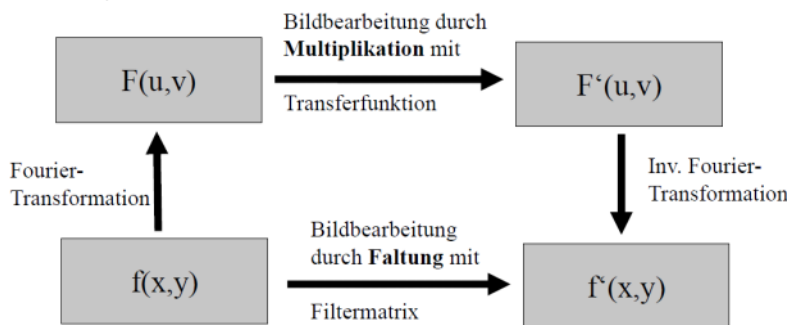 Bildbearbeitung durch
Multiplikation mit
F(u,v)
F‘(u,v)
Transferfunktion
Fourier-
Transformation
Inv. Fourier-
Transformation
Bildbearbeitung
durch Faltung mit
f(x,y)
f‘(x,y)
Filtermatrix